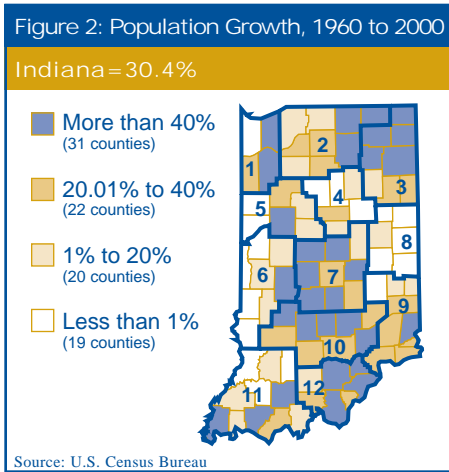 Figure 2: Population Growth, 1960 to 2000
Indiana=30.4%
More than 40%
(31 counties)
20.01% to 40%
(22 counties)
1% to 20%
(20 counties)
Less than 1%
(19 counties)
1
2
3
4
5
6
7
8
9
10
11
12
Source: U.S. Census Bureau